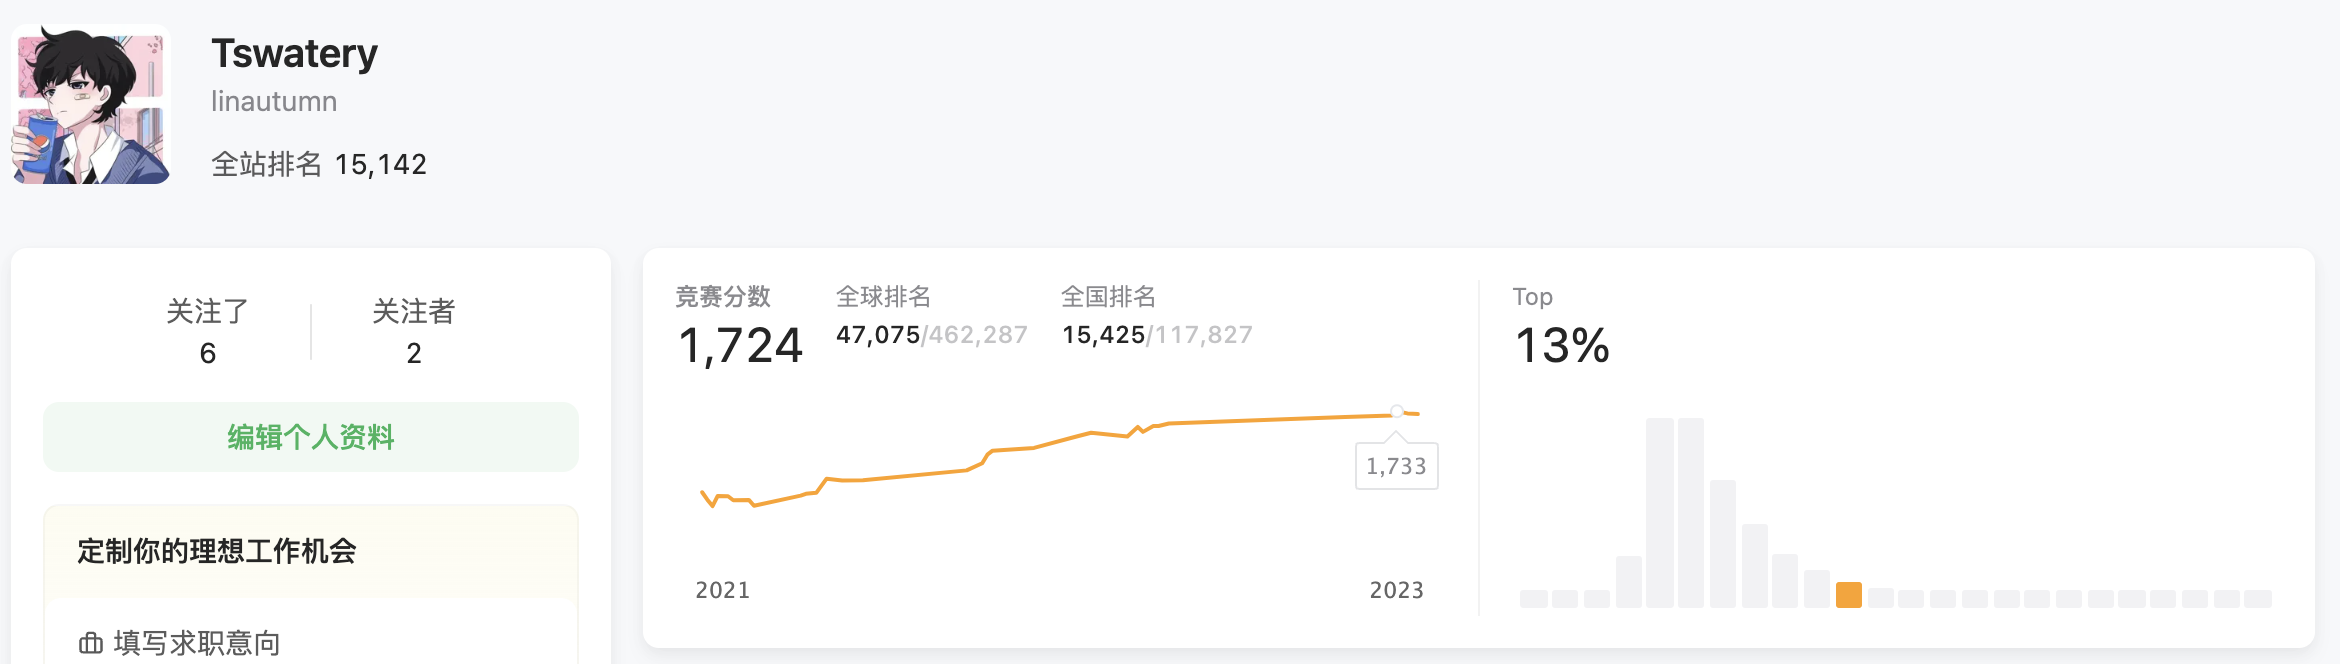 Tswatery
linautumn
全站排名 15,142
关注了
6
关注者
2
编辑个人资料
定制你的理想工作机会
填写求职意向
竞赛分数
1,724
全球排名
47,075/462,287
全国排名
15,425/117,827
1,733
2021
2023
Top
13%